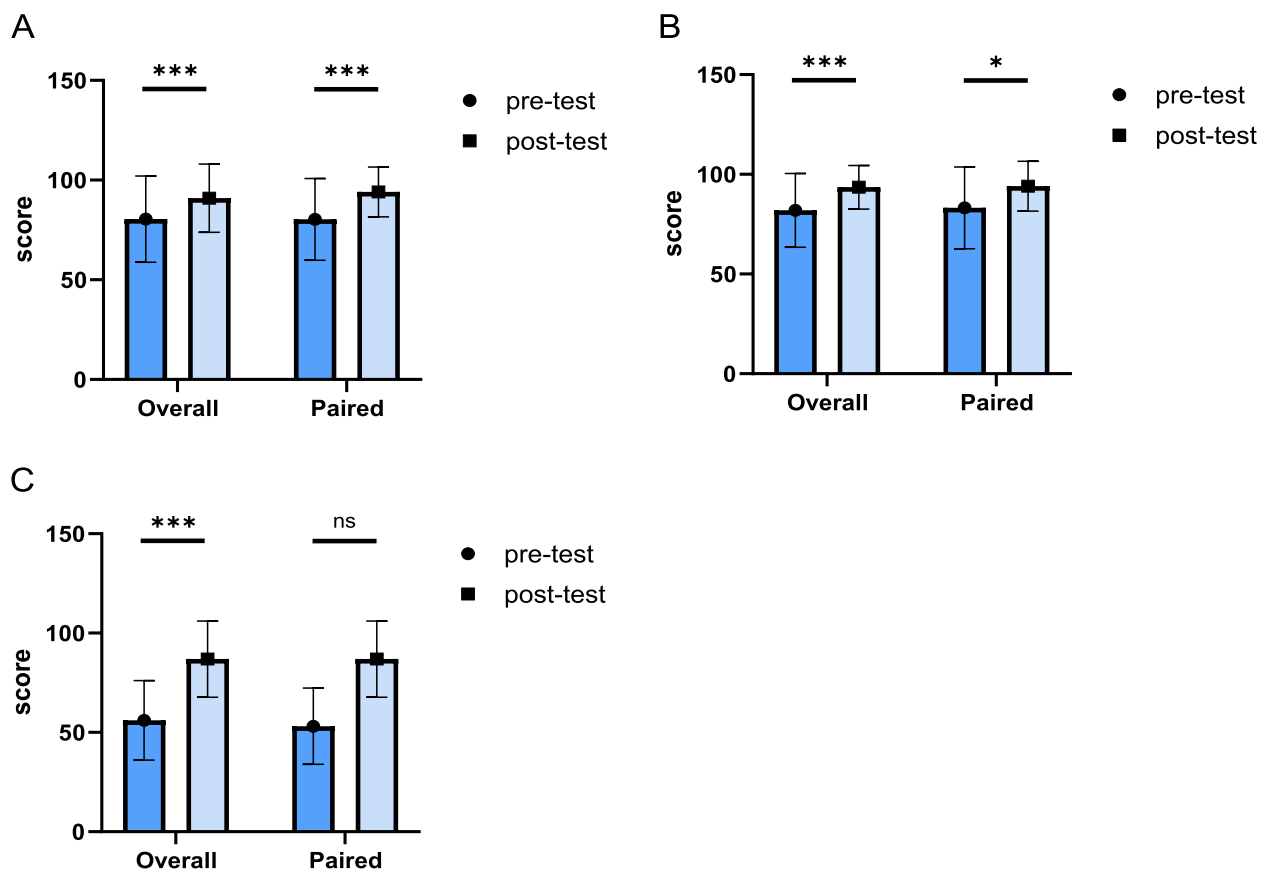 A
150
100
50
0
score
***
***
pre-test
post-test
Overall
Paired
B
150
100
50
0
score
***
*
pre-test
post-test
Overall
Paired
C
150
100
50
0
score
***
ns
pre-test
post-test
Overall
Paired